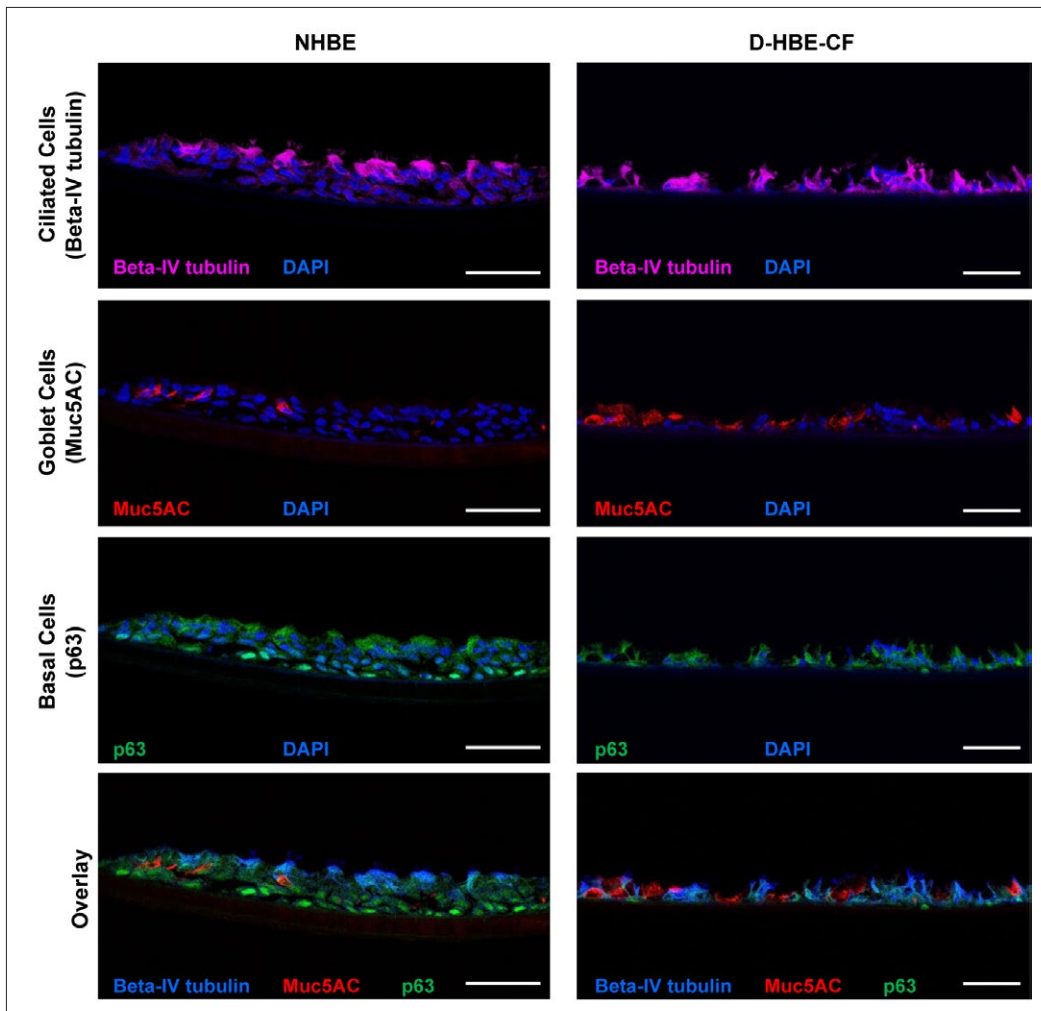 NHBE
D-HBE-CF
Ciliated Cells
(Beta-IV tubulin)
Beta-IV tubulin DAPI
Beta-IV tubulin DAPI
Goblet Cells
(Muc5AC)
Muc5AC DAPI
Muc5AC DAPI
Basal Cells
(p63)
p63 DAPI
p63 DAPI
Overlay
Beta-IV tubulin Muc5AC p63
Beta-IV tubulin Muc5AC p63